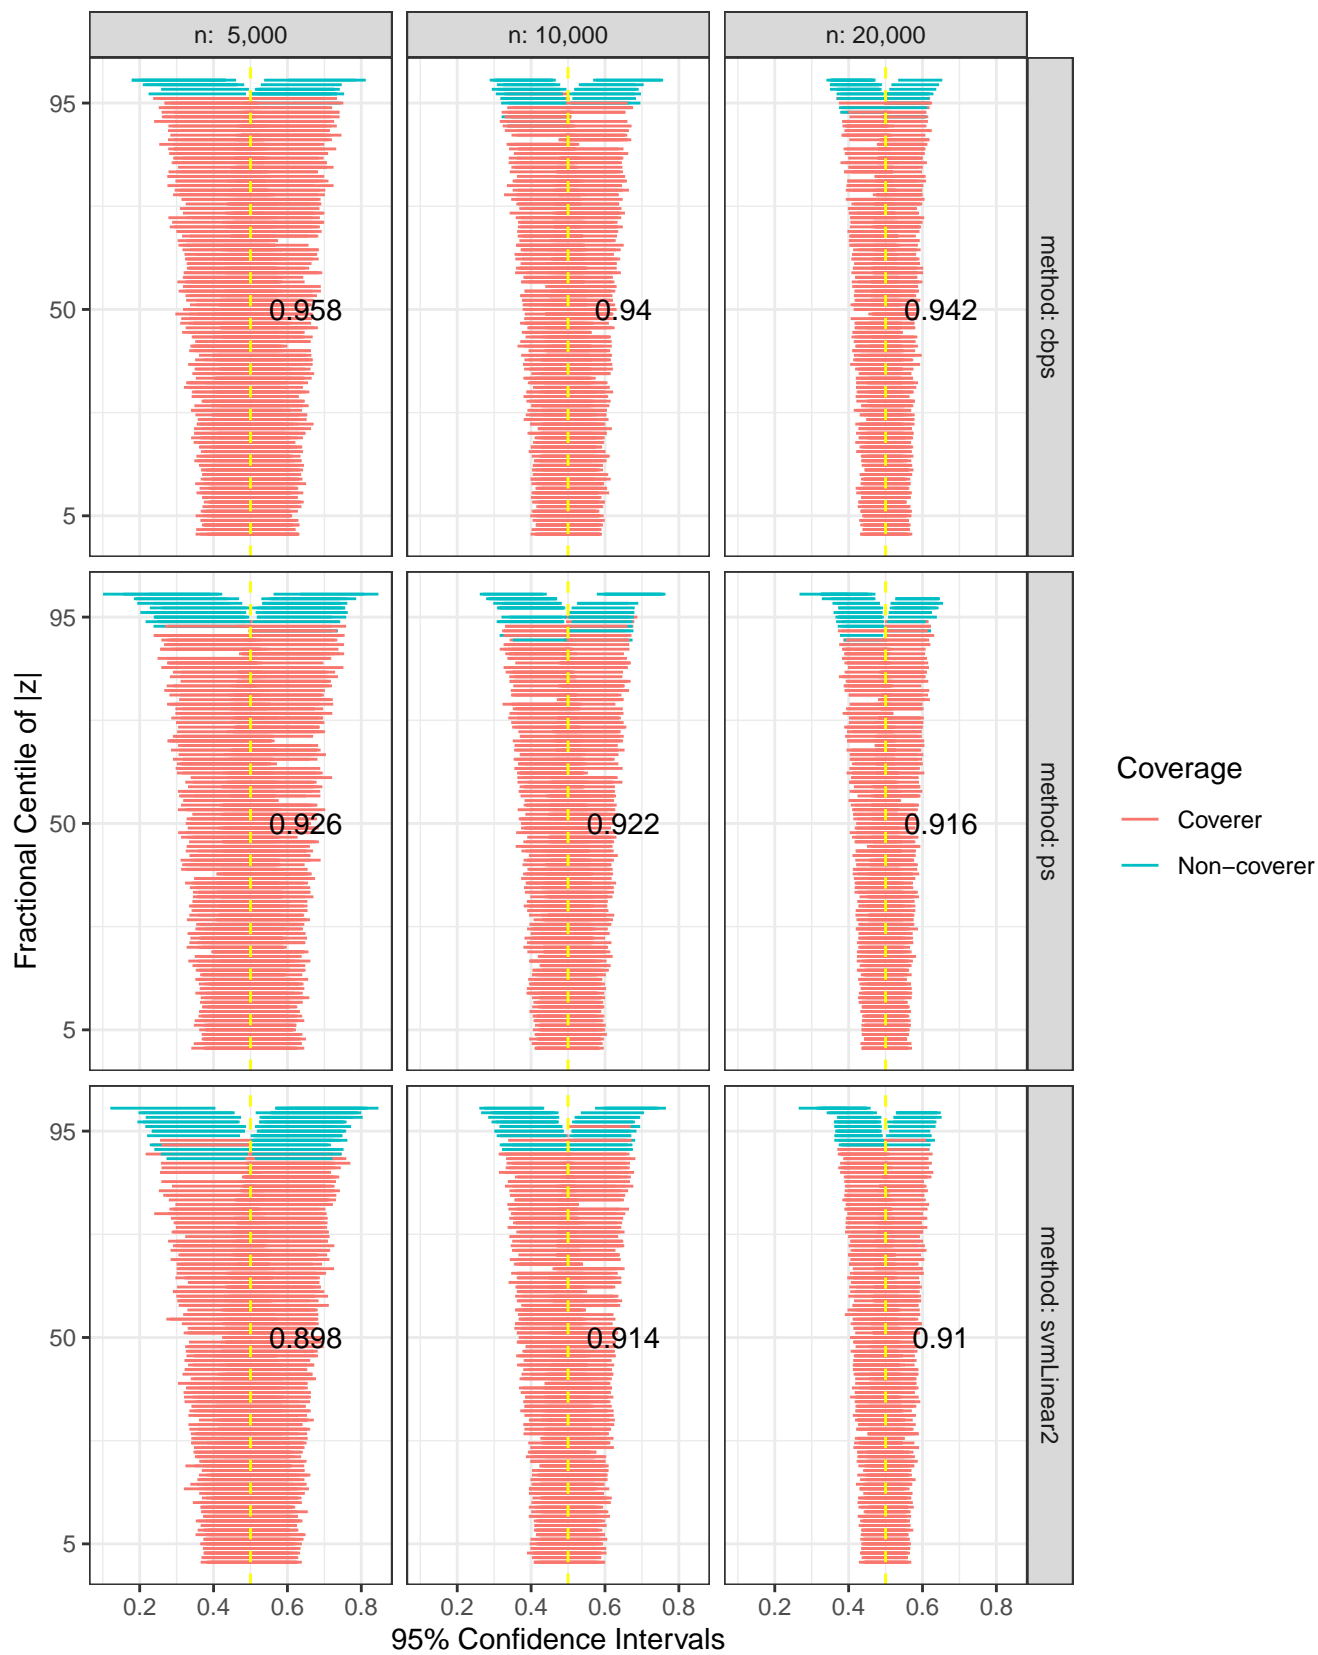 n: 5,000
n: 10,000
n: 20,000
95
50
5
0.958
0.94
0.942
method: cbps
95
50
5
0.926
0.922
0.916
method: ps
95
50
5
0.898
0.914
0.91
method: svmLinear2
Fractional Centile of |z|
0.2 0.4 0.6 0.8
0.2 0.4 0.6 0.8
0.2 0.4 0.6 0.8
95% Confidence Intervals
Coverage
Coverer
Non−coverer